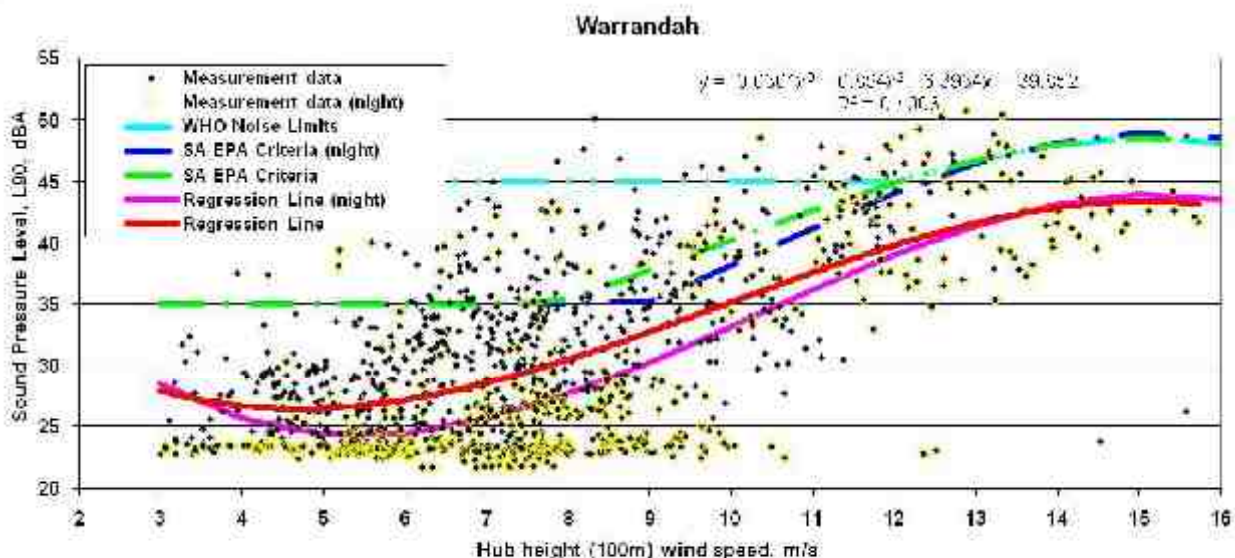 Warrandah
55
Measurement data
Measurement data (night)
WHO Noise Limits
SA EPA Criteria (night)
SA EPA Criteria
Regression Line (night)
Regression Line
50
45
40
35
30
25
20
2 3 4 5 6 7 8 9 10 11 12 13 14 15 16
Sound Pressure Level, L90, dBA
Hub height (100m) wind speed, m/s